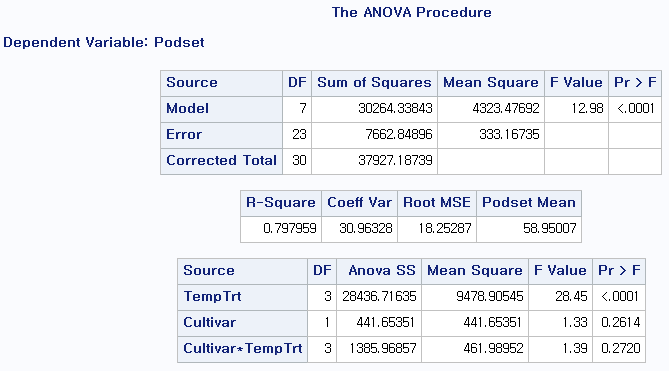 The ANOVA Procedure
Dependent Variable: Podset
Source DF Sum of Squares Mean Square F Value Pr > F
Model 7 30264.33843 4323.47692 12.98 <.0001
Error 23 7662.84896 333.16735
Corrected Total 30 37927.18739
R-Square Coeff Var Root MSE Podset Mean
0.797959 30.96328 18.25287 58.95007
Source DF Anova SS Mean Square F Value Pr > F
TempTrt 3 28436.71635 9478.90545 28.45 <.0001
Cultivar 1 441.65351 441.65351 1.33 0.2614
Cultivar*TempTrt 3 1385.96857 461.98952 1.39 0.2720